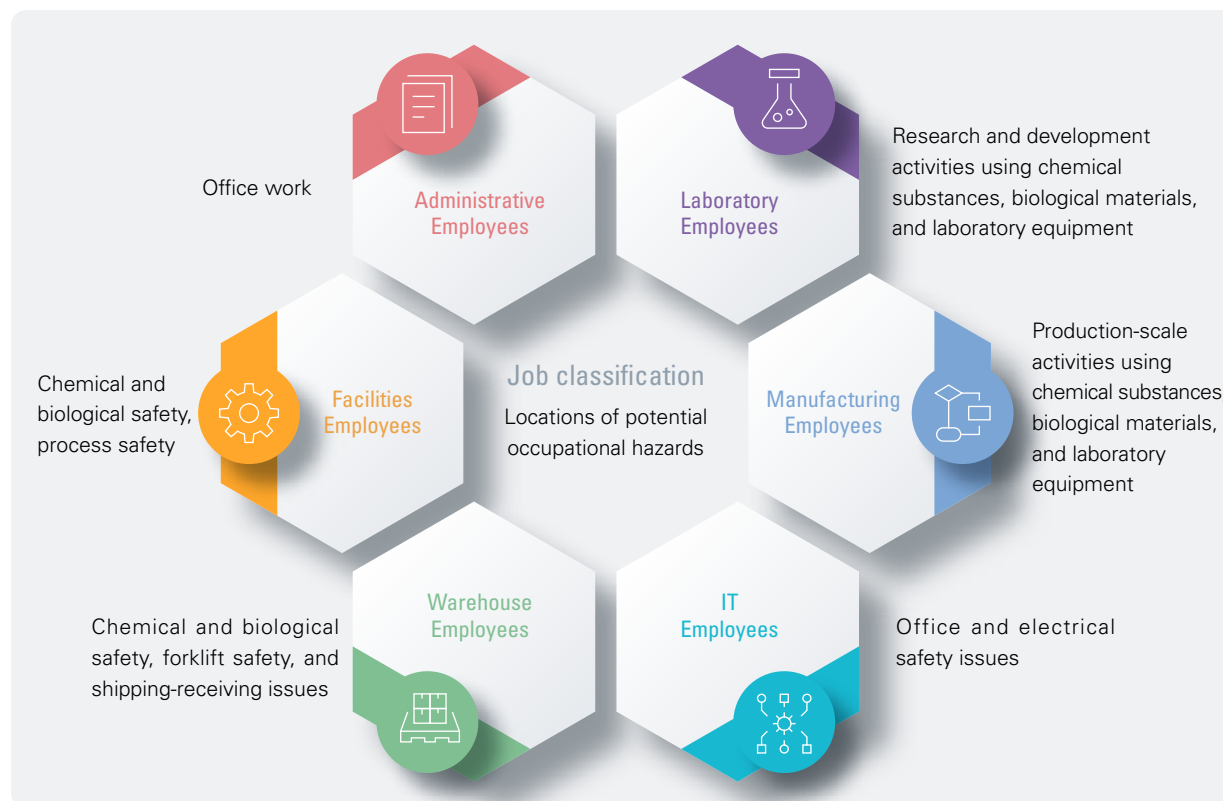 Office work
Administrative
Employees
Laboratory
Employees
Research and development
activities using chemical
substances, biological materials,
and laboratory equipment
Chemical and
biological safety,
process safety
Facilities
Employees
Job classification
Locations of potential
occupational hazards
Manufacturing
Employees
Production-scale
activities using
chemical substances
biological materials,
and laboratory
equipment
Chemical and biological
safety, forklift safety, and
shipping-receiving issues
Warehouse
Employees
IT
Employees
Office and electrical
safety issues